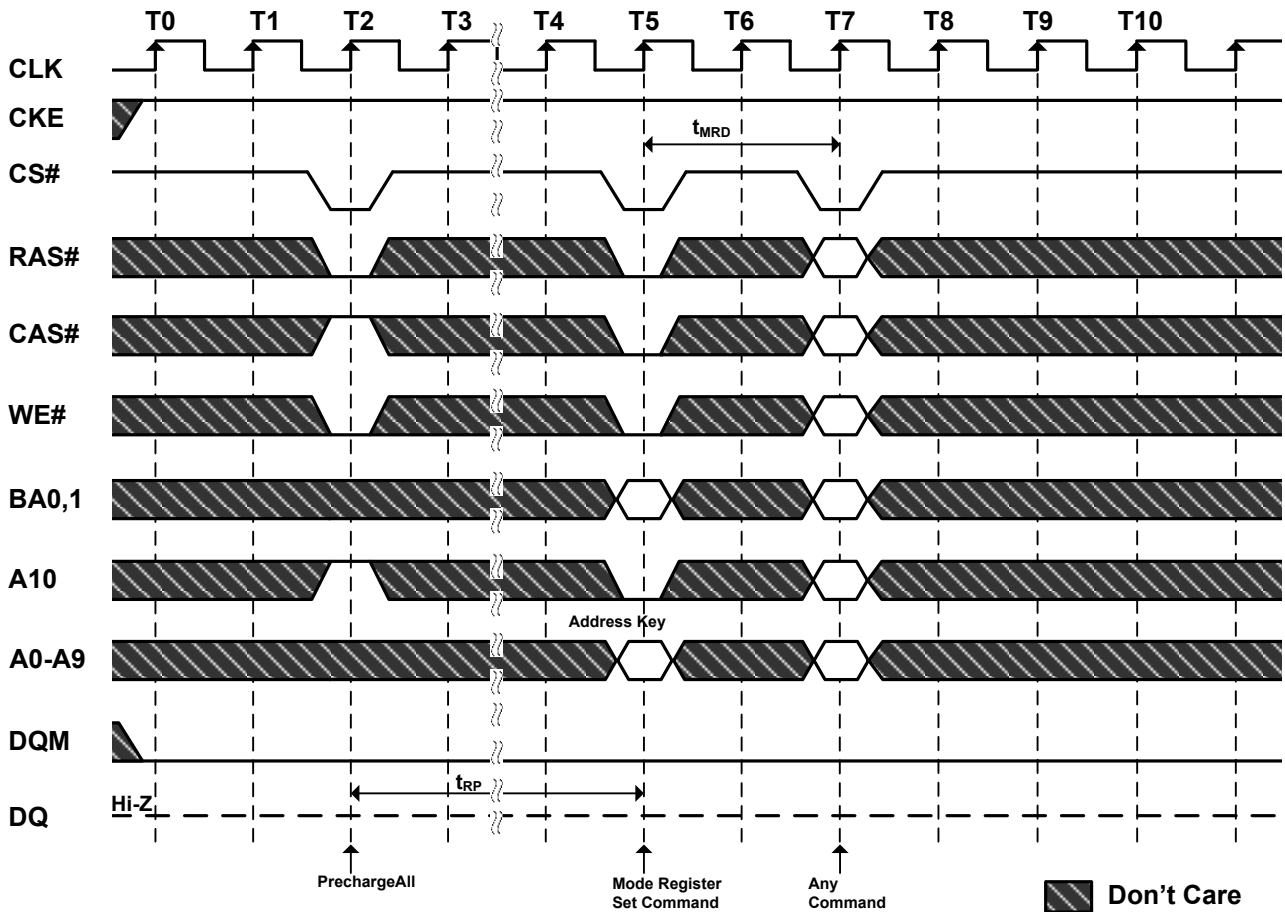 T0 T1 T2 T3 T4 T5 T6 T7 T8 T9 T10
CLK
CKE
tMRD
CS#
RAS#
CAS#
WE#
BA0,1
A10
Address Key
A0-A9
DQM
tRP
Hi-Z
DQ
PrechargeAll
Mode Register
Set Command
Any
Command
Don't Care